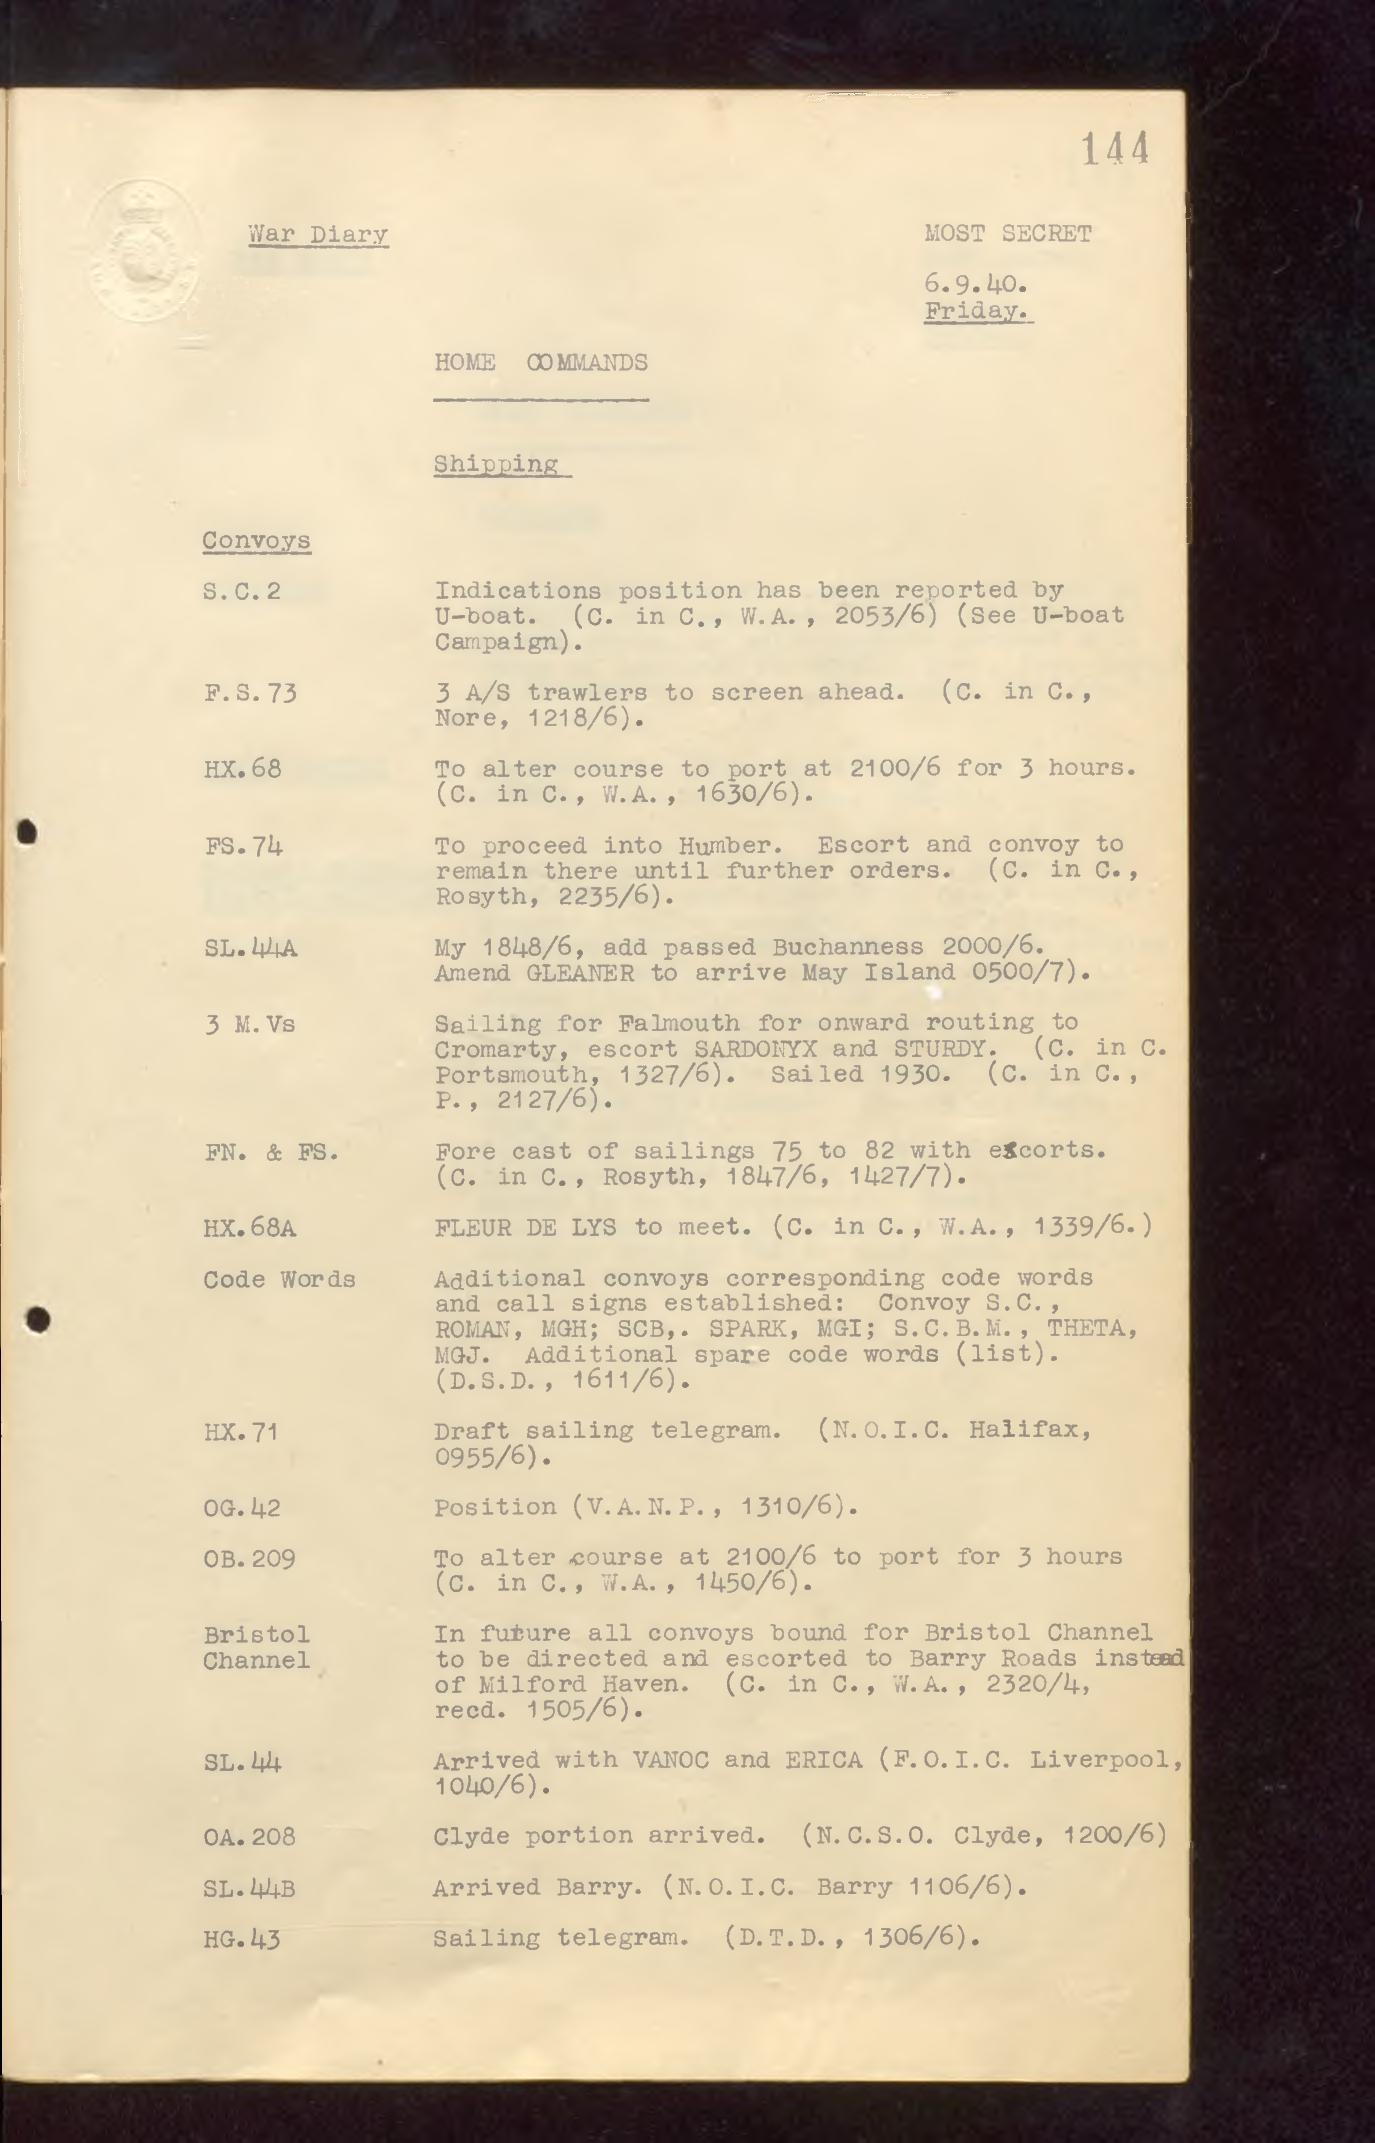 144
War Diary MOST SECRET
6.9.40.
Friday.
HOME COMMANDS
Shipping
Convoys
S.C.2 Indications position has been reported by
U-boat. (C. in C., W.A., 2053/6) (See U-boat
Campaign).
F.S.73 3 A/S trawlers to screen ahead. (C. in C.,
Nore, 1218/6).
HX.68 To alter course to port at 2100/6 for 3 hours.
(C. in C., W.A., 1630/6).
FS.74 To proceed into Humber. Escort and convoy to
remain there until further orders. (C. in C.,
Rosyth, 2235/6).
SL.44A My 1848/6, add passed Buchanness 2000/6.
Amend GLEANER to arrive May Island 0500/7).
3 M.Vs Sailing for Falmouth for onward routing to
Cromarty, escort SARDONYX and STURDY. (C. in C.
Portsmouth, 1327/6). Sailed 1930. (C. in C.,
P., 2127/6).
FN. & FS. Fore cast of sailings 75 to 82 with escorts.
(C. in C., Rosyth, 1847/6, 1427/7).
HX.68A FLEUR DE LYS to meet. (C. in C., W.A., 1339/6.)
Code Words Additional convoys corresponding code words
and call signs established: Convoy S.C.,
ROMAN, MGH; SCB,. SPARK, MGI; S.C.B.M., THETA,
MGJ. Additional spare code words (list).
(D.S.D., 1611/6).
HX.71 Draft sailing telegram. (N.O.I.C. Halifax,
0955/6).
OG.42 Position (V.A.N.P., 1310/6).
OB.209 To alter course at 2100/6 to port for 3 hours
(C. in C., W.A., 1450/6).
Bristol In future all convoys bound for Bristol Channel
Channel to be directed and escorted to Barry Roads instead
of Milford Haven. (C. in C., W.A., 2320/4,
recd. 1505/6).
SL.44 Arrived with VANOC and ERICA (F.O.I.C. Liverpool,
1040/6).
OA.208 Clyde portion arrived. (N.C.S.O. Clyde, 1200/6)
SL.44B Arrived Barry. (N.O.I.C. Barry 1106/6).
HG.43 Sailing telegram. (D.T.D., 1306/6).